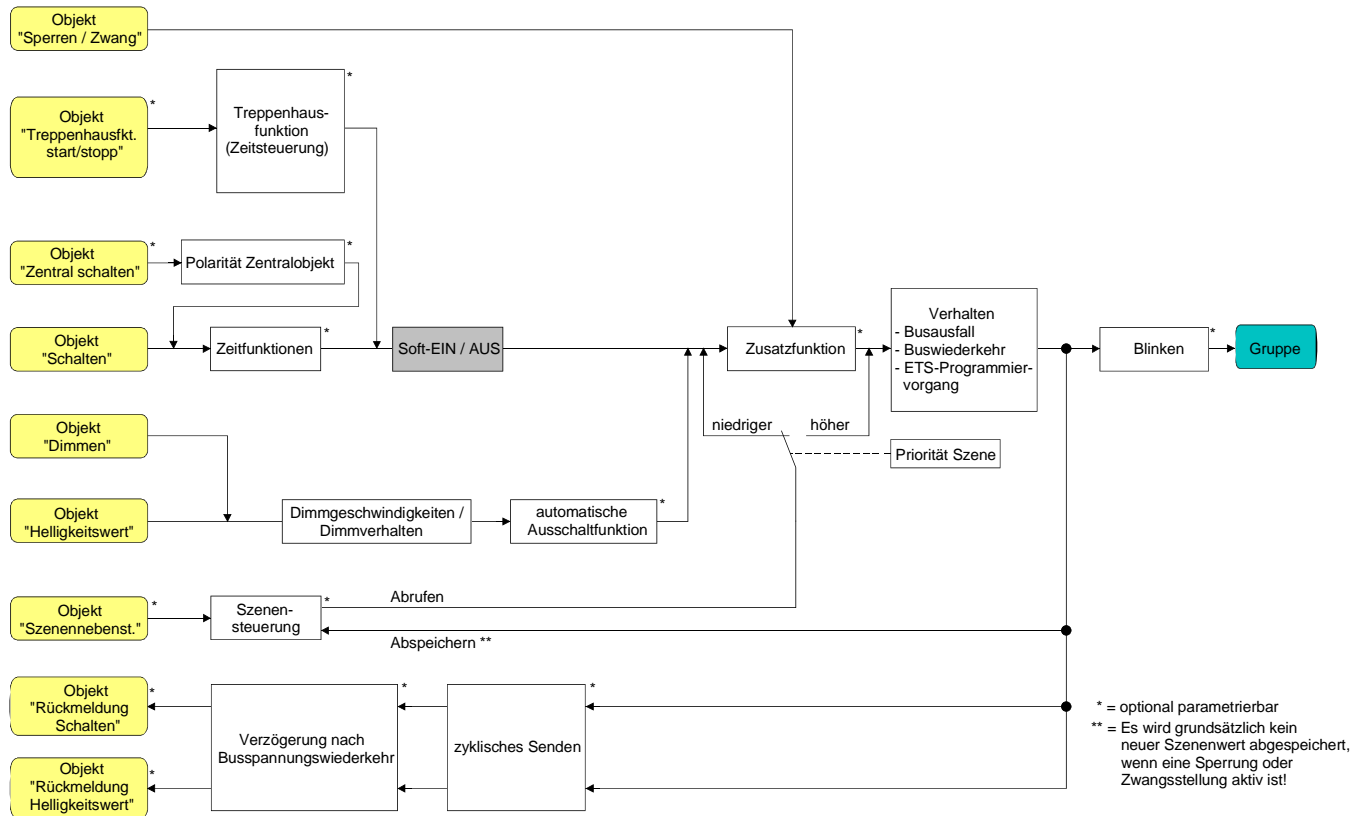 Objekt
"Sperren / Zwang"
*
Objekt
"Treppenhausfkt.
start/stopp"
*
Treppenhaus-
funktion
(Zeitsteuerung)
*
Objekt
"Zentral schalten"
*
Polarität Zentralobjekt
*
Objekt
"Schalten"
Zeitfunktionen
*
Soft-EIN / AUS
Zusatzfunktion
*
Verhalten
- Busausfall
- Buswiederkehr
- ETS-Programmier-
vorgang
Blinken
*
Gruppe
niedriger
höher
Priorität Szene
Objekt
"Dimmen"
Objekt
"Helligkeitswert"
Dimmgeschwindigkeiten /
Dimmverhalten
automatische
Ausschaltfunktion
*
Objekt
"Szenennebenst."
*
Szenen-
steuerung
*
Abrufen
Abspeichern **
Objekt
"Rückmeldung
Schalten"
*
Objekt
"Rückmeldung
Helligkeitswert"
*
Verzögerung nach
Busspannungswiederkehr
*
zyklisches Senden
*
* = optional parametrierbar
** = Es wird grundsätzlich kein
neuer Szenenwert abgespeichert,
wenn eine Sperrung oder
Zwangsstellung aktiv ist!